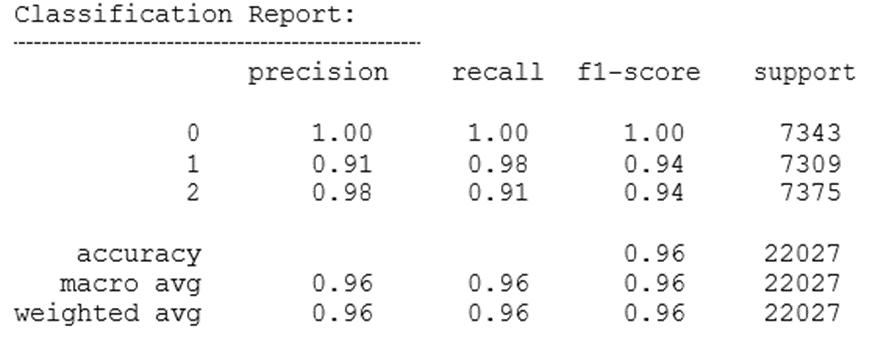 Classification Report:
precision recall f1-score support
0 1.00 1.00 1.00 7343
1 0.91 0.98 0.94 7309
2 0.98 0.91 0.94 7375
accuracy 0.96 22027
macro avg 0.96 0.96 0.96 22027
weighted avg 0.96 0.96 0.96 22027